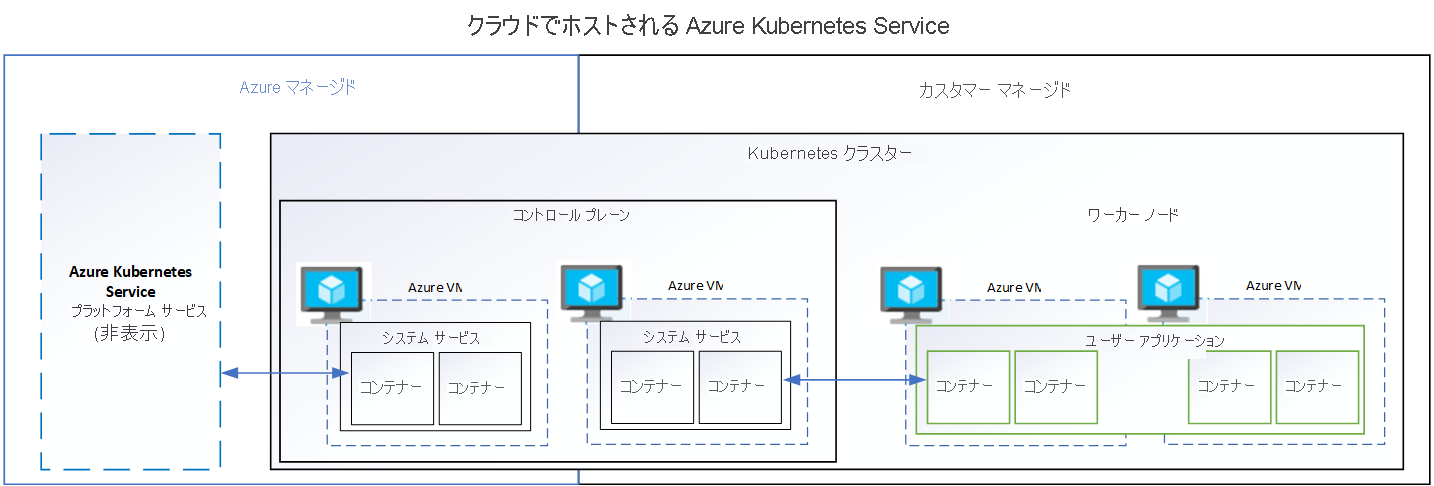 クラウドでホストされる Azure Kubernetes Service
Azure マネージド
カスタマー マネージド
Kubernetes クラスター
コントロール プレーン
ワーカー ノード
Azure Kubernetes
Service
プラットフォーム サービス
(非表示)
Azure VM
Azure VM
Azure VM
Azure VM
システム サービス
システム サービス
ユーザー アプリケーション
コンテナー
コンテナー
コンテナー
コンテナー
コンテナー
コンテナー
コンテナー
コンテナー